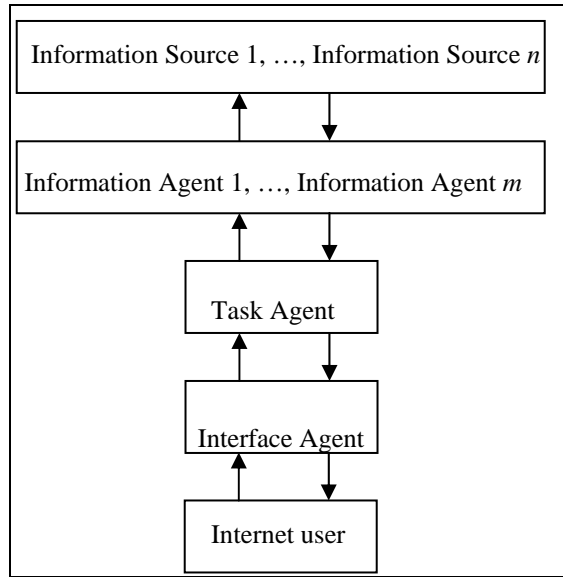 Information Source 1, …, Information Source n
Information Agent 1, …, Information Agent m
Task Agent
Interface Agent
Internet user